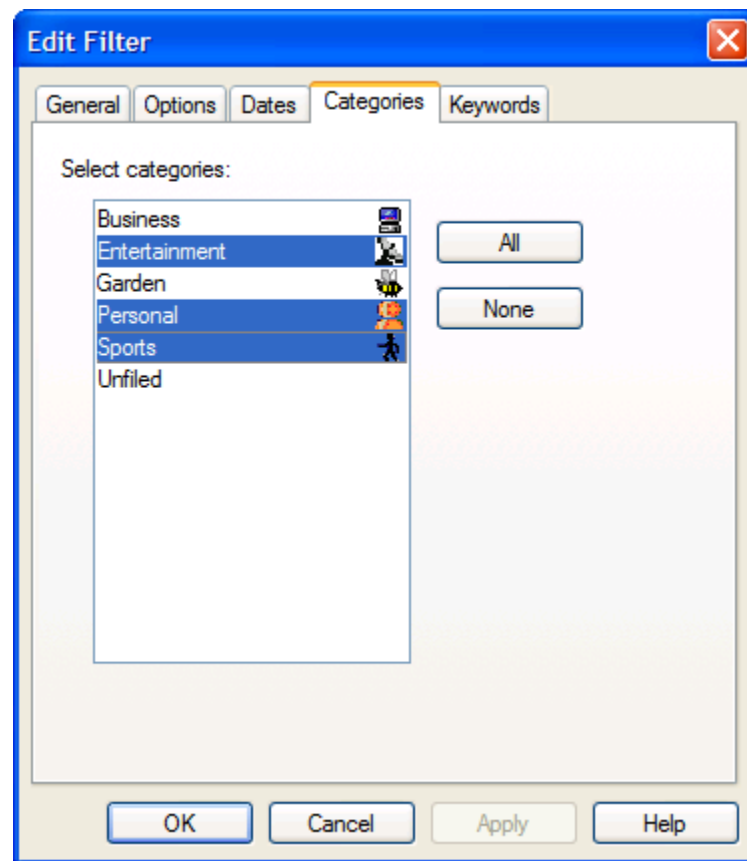 Edit Filter
General Options Dates Categories Keywords
Select categories:
Business
All
Entertainment
Garden
None
Personal
Sports
Unfiled
OK Cancel Apply Help